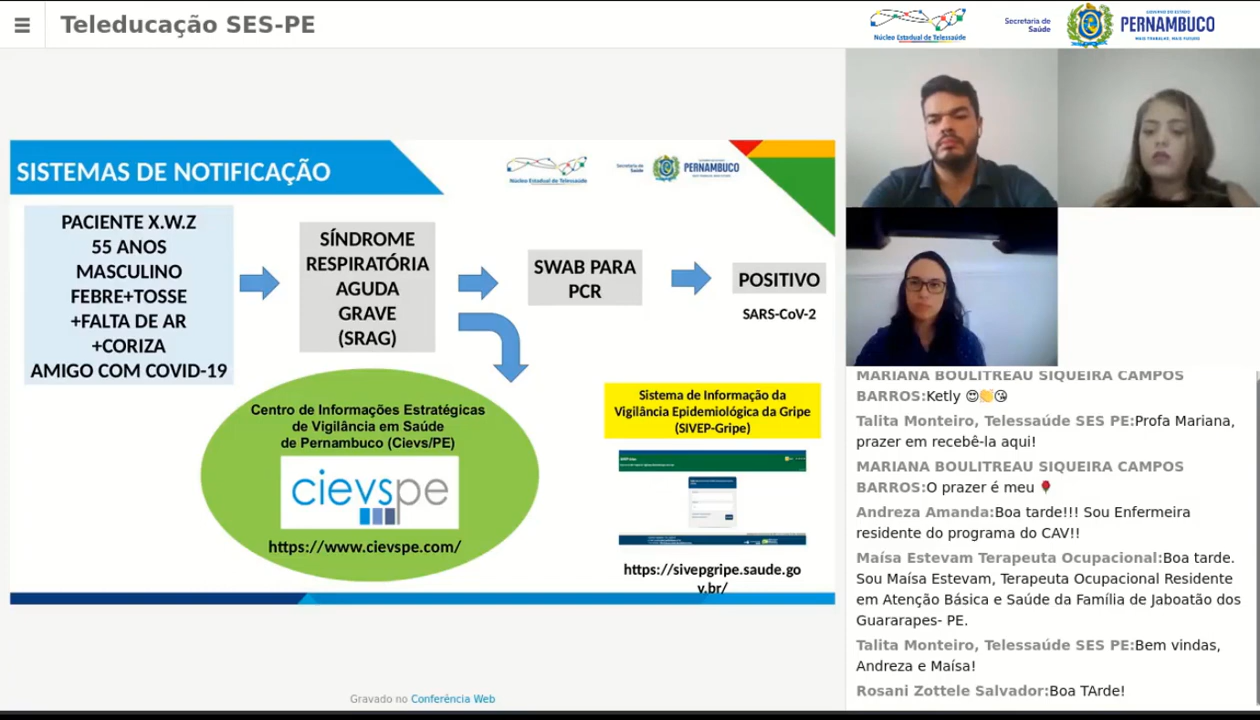 Teleducação SES-PE
Núcleo Estadual de Telessaúde
Secretaria de
Saúde
GOVERNO DO ESTADO
PERNAMBUCO
MAIS TRABALHO, MAIS FUTURO
SISTEMAS DE NOTIFICAÇÃO
Núcleo Estadual de Telessaúde
Secretaria de
Saúde
PERNAMBUCO
PACIENTE X.W.Z
55 ANOS
MASCULINO
FEBRE+TOSSE
+FALTA DE AR
+CORIZA
AMIGO COM COVID-19
SÍNDROME
RESPIRATÓRIA
AGUDA
GRAVE
(SRAG)
SWAB PARA
PCR
POSITIVO
SARS-CoV-2
Centro de Informações Estratégicas
de Vigilância em Saúde
de Pernambuco (Cievs/PE)
cievspe
https://www.cievspe.com/
Sistema de Informação da
Vigilância Epidemiológica da Gripe
(SIVEP-Gripe)
https://sivepgripe.saude.go
v.br/
Gravado no Conferência Web
MARIANA BOULITREAU SIQUEIRA CAMPOS
BARROS:Ketly 😍👏😘
Talita Monteiro, Telessaúde SES PE:Profa Mariana,
prazer em recebê-la aqui!
MARIANA BOULITREAU SIQUEIRA CAMPOS
BARROS:O prazer é meu 🌹
Andreza Amanda:Boa tarde!!! Sou Enfermeira
residente do programa do CAV!!
Maísa Estevam Terapeuta Ocupacional:Boa tarde.
Sou Maísa Estevam, Terapeuta Ocupacional Residente
em Atenção Básica e Saúde da Família de Jaboatão dos
Guararapes- PE.
Talita Monteiro, Telessaúde SES PE:Bem vindas,
Andreza e Maísa!
Rosani Zottele Salvador:Boa TArde!